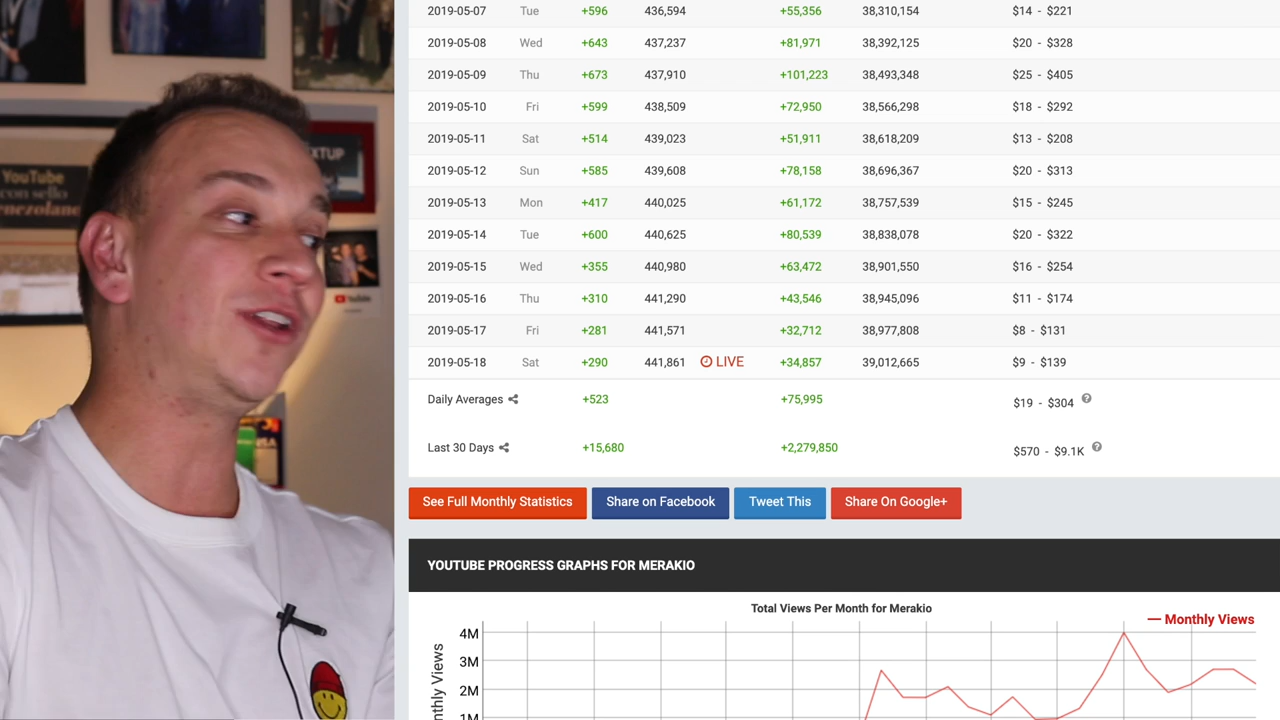 2019-05-07 Tue +596 436,594 +55,356 38,310,154 $14 - $221
2019-05-08 Wed +643 437,237 +81,971 38,392,125 $20 - $328
2019-05-09 Thu +673 437,910 +101,223 38,493,348 $25 - $405
2019-05-10 Fri +599 438,509 +72,950 38,566,298 $18 - $292
2019-05-11 Sat +514 439,023 +51,911 38,618,209 $13 - $208
2019-05-12 Sun +585 439,608 +78,158 38,696,367 $20 - $313
2019-05-13 Mon +417 440,025 +61,172 38,757,539 $15 - $245
2019-05-14 Tue +600 440,625 +80,539 38,838,078 $20 - $322
2019-05-15 Wed +355 440,980 +63,472 38,901,550 $16 - $254
2019-05-16 Thu +310 441,290 +43,546 38,945,096 $11 - $174
2019-05-17 Fri +281 441,571 +32,712 38,977,808 $8 - $131
2019-05-18 Sat +290 441,861 LIVE +34,857 39,012,665 $9 - $139
Daily Averages +523 +75,995 $19 - $304 ?
Last 30 Days +15,680 +2,279,850 $570 - $9.1K ?
See Full Monthly Statistics Share on Facebook Tweet This Share On Google+
YOUTUBE PROGRESS GRAPHS FOR MERAKIO
Total Views Per Month for Merakio
Monthly Views
4M
3M
2M
1M
nthly Views
XTUP
YouTube
con sello
enezolano
YouTube